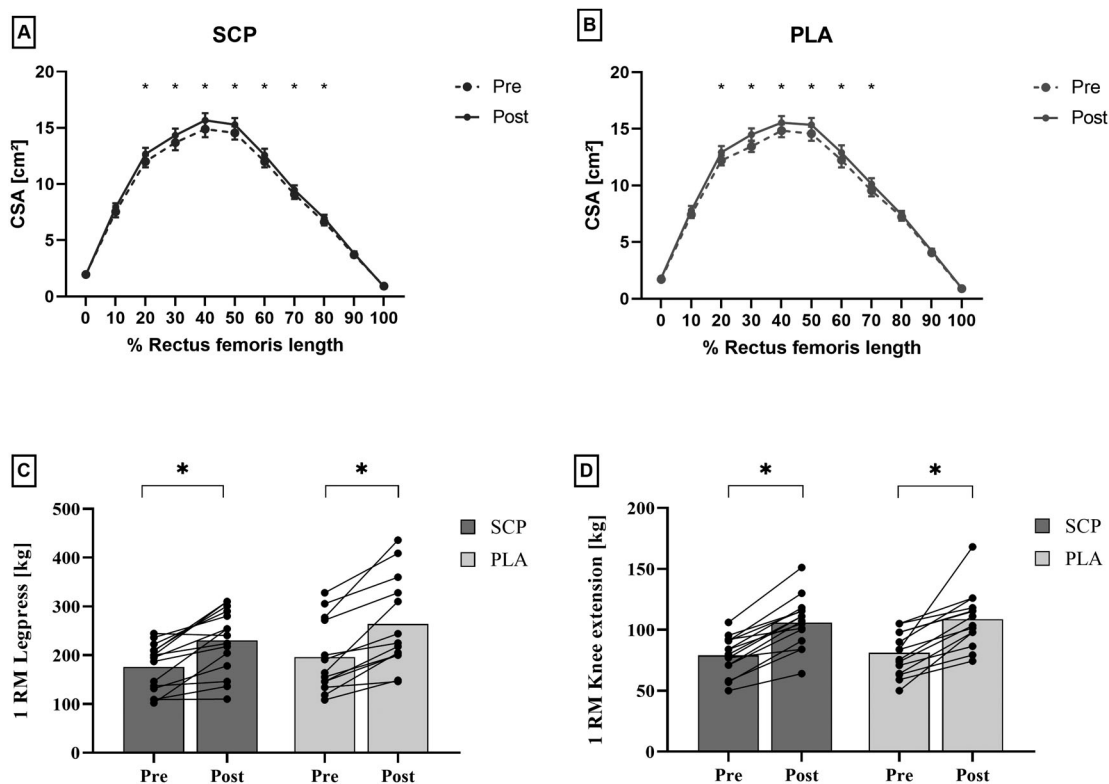 A
SCP
B
PLA
20
15
10
5
0
CSA [cm²]
* * * * * * *
Pre
Post
0 10 20 30 40 50 60 70 80 90 100
% Rectus femoris length
20
15
10
5
0
CSA [cm²]
* * * * * *
Pre
Post
0 10 20 30 40 50 60 70 80 90 100
% Rectus femoris length
C
* *
500
400
300
200
100
0
1 RM Legpress [kg]
SCP
PLA
Pre Post Pre Post
D
* *
200
150
100
50
0
1 RM Knee extension [kg]
SCP
PLA
Pre Post Pre Post